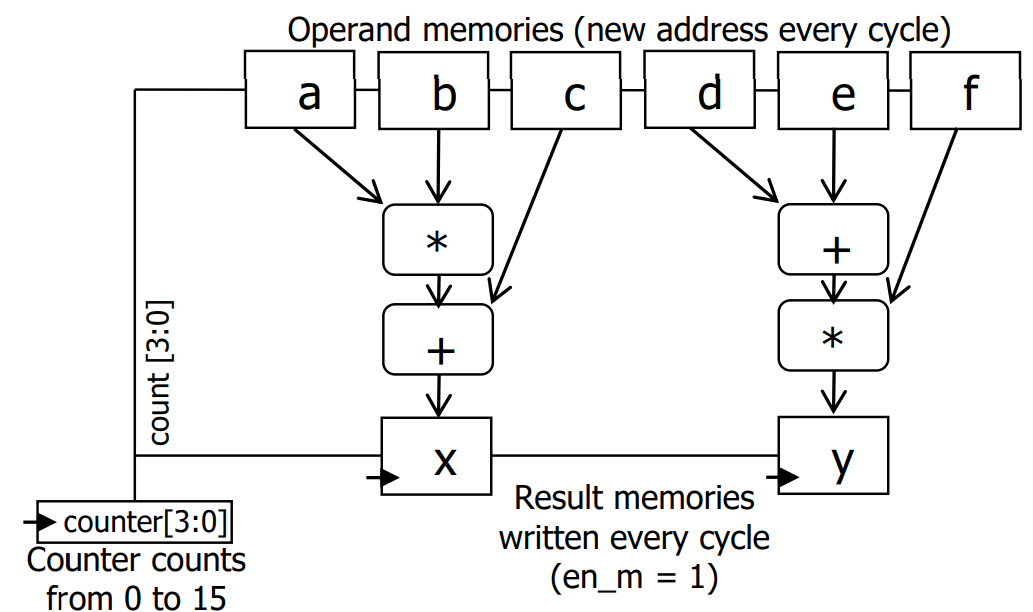 Operand memories (new address every cycle)
a b c d e f
* +
+ *
count [3:0]
x y
counter[3:0]
Counter counts
from 0 to 15
Result memories
written every cycle
(en_m = 1)